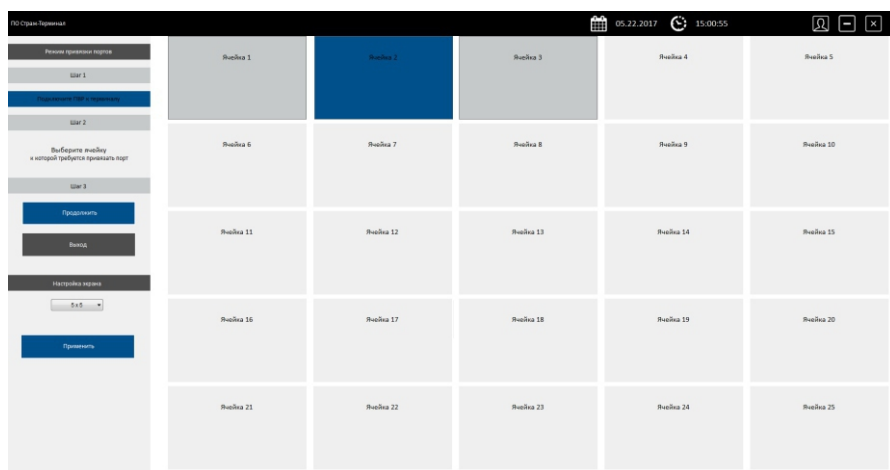 ПО Страж-Терминал
05.22.2017
15:00:55
Режим привязки портов
Шаг 1
Подключите ПВР к терминалу
Шаг 2
Выберите ячейку
к которой требуется привязать порт
Шаг 3
Продолжить
Выход
Настройка экрана
5 x 5
Применить
Ячейка 1
Ячейка 2
Ячейка 3
Ячейка 4
Ячейка 5
Ячейка 6
Ячейка 7
Ячейка 8
Ячейка 9
Ячейка 10
Ячейка 11
Ячейка 12
Ячейка 13
Ячейка 14
Ячейка 15
Ячейка 16
Ячейка 17
Ячейка 18
Ячейка 19
Ячейка 20
Ячейка 21
Ячейка 22
Ячейка 23
Ячейка 24
Ячейка 25